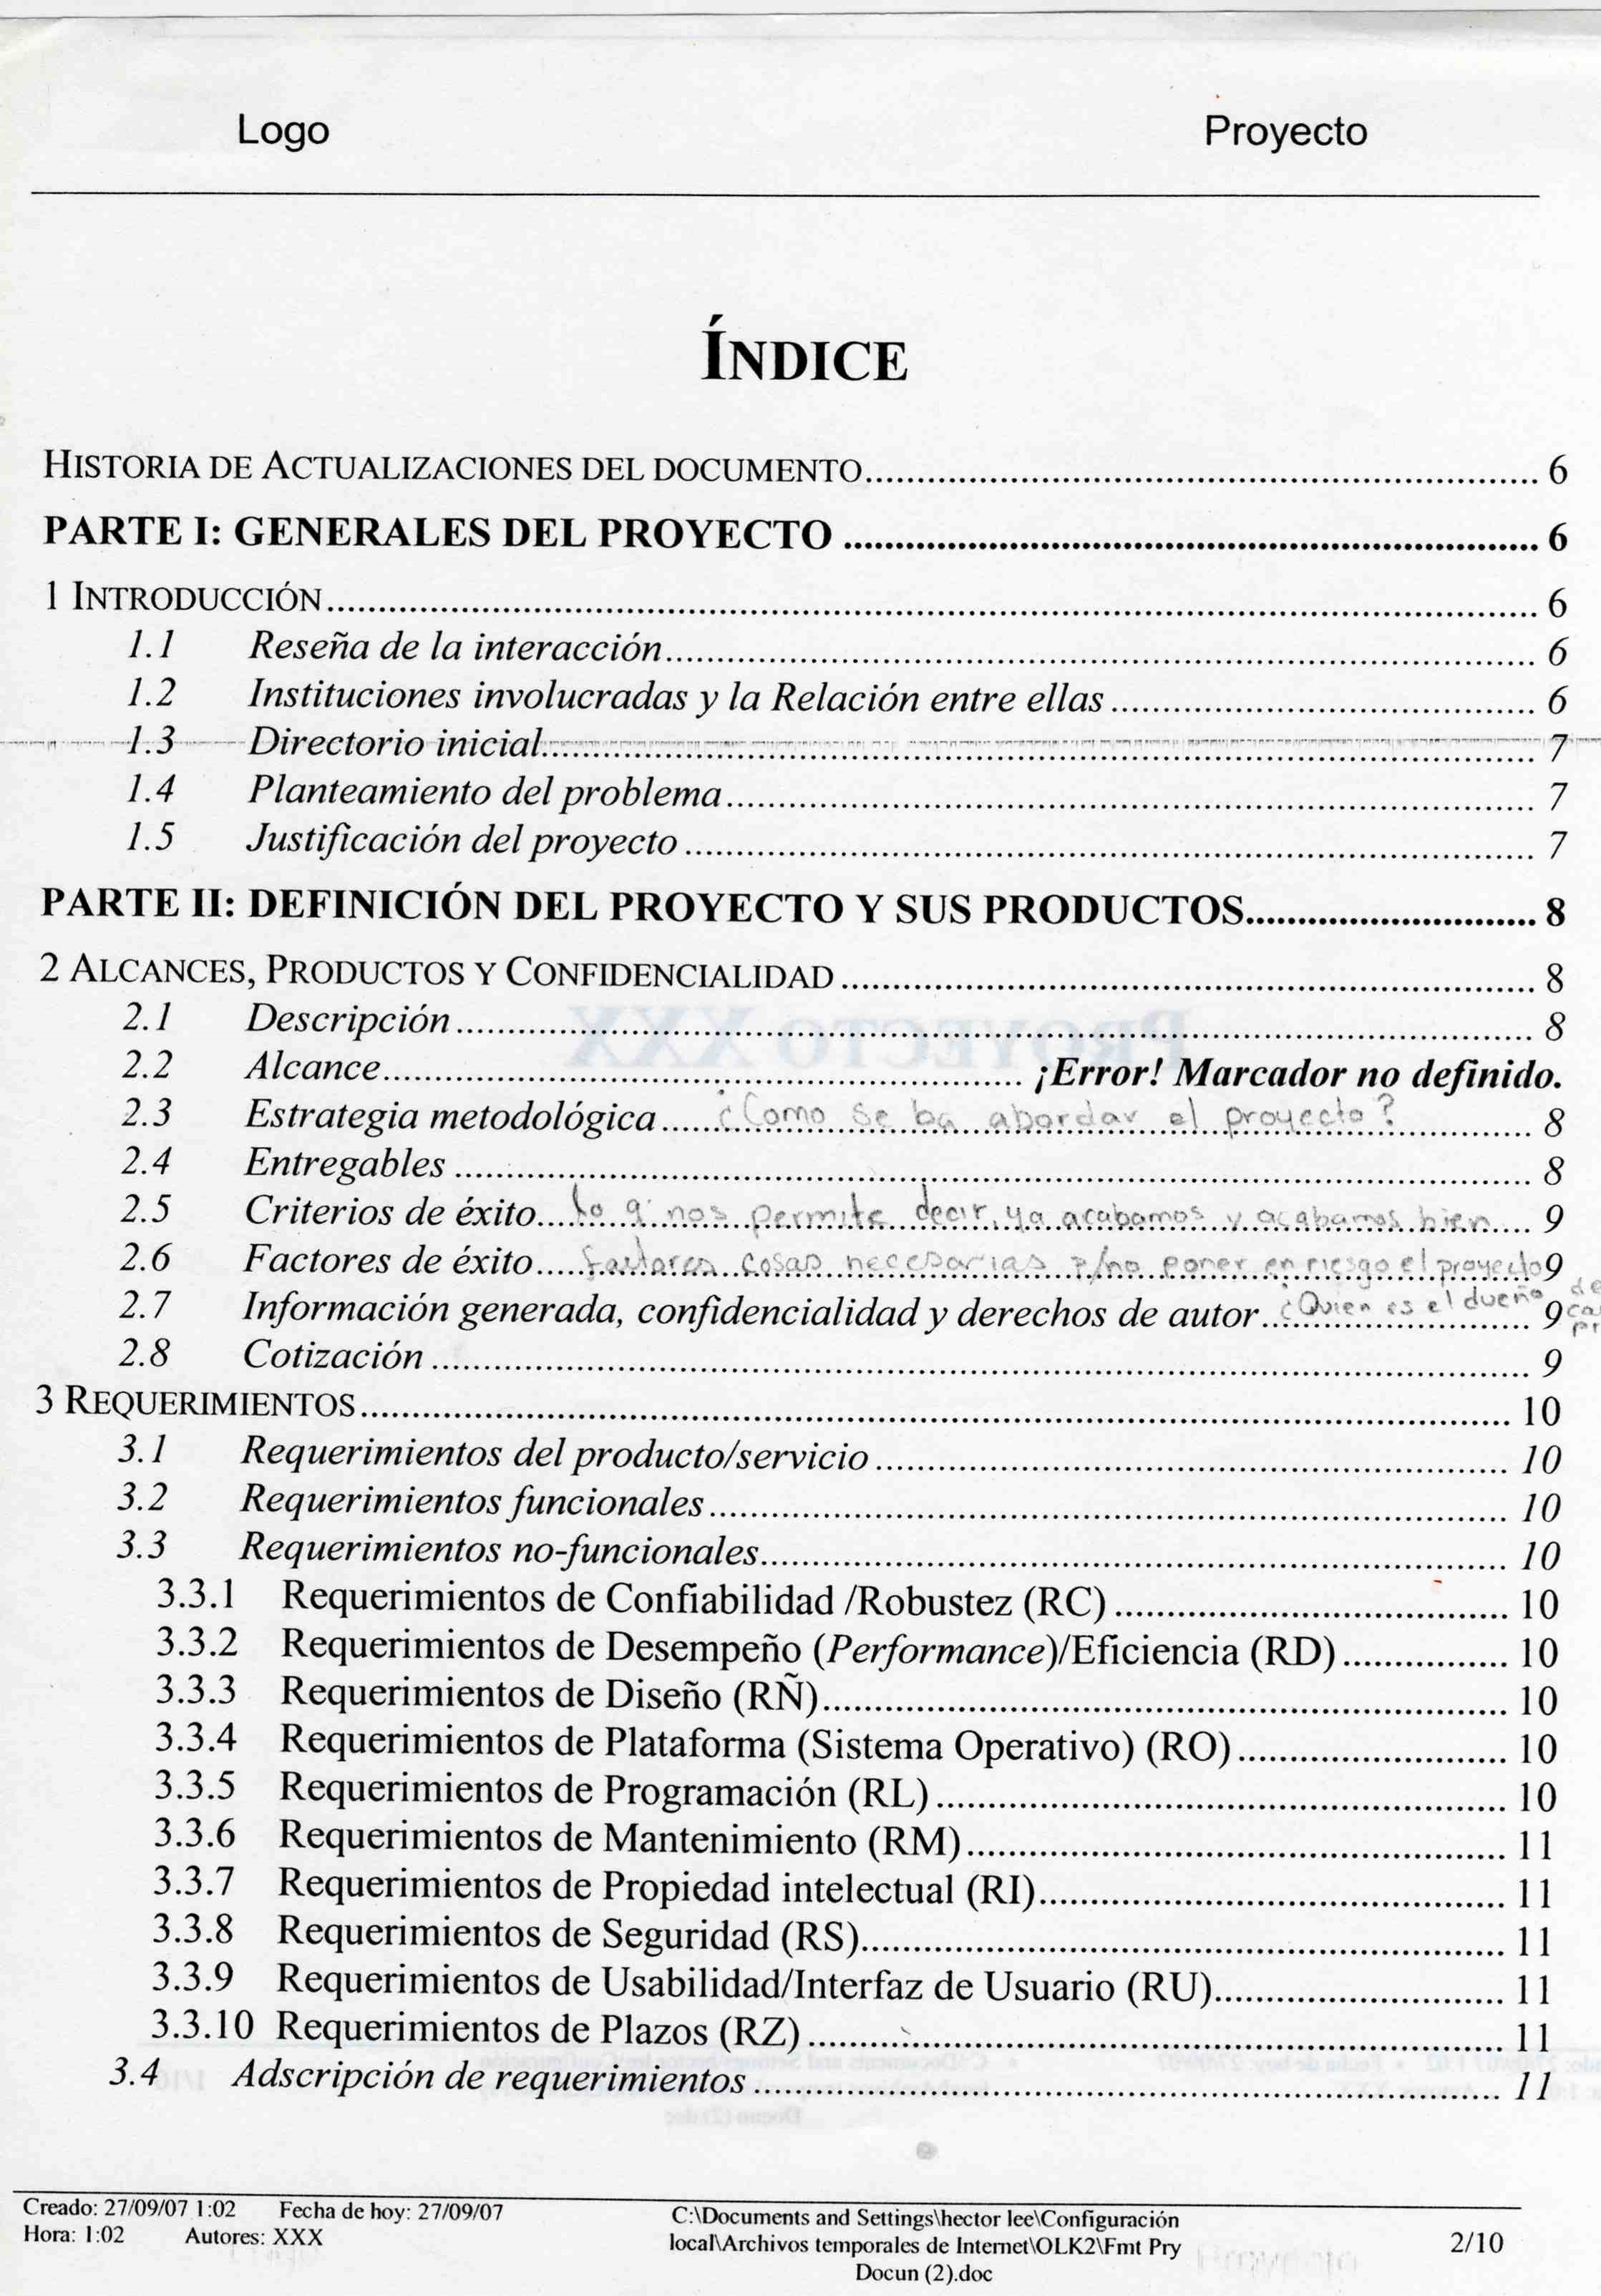 Logo Proyecto
ÍNDICE
HISTORIA DE ACTUALIZACIONES DEL DOCUMENTO.......... 6
PARTE I: GENERALES DEL PROYECTO .......... 6
1 INTRODUCCIÓN.......... 6
1.1 Reseña de la interacción.......... 6
1.2 Instituciones involucradas y la Relación entre ellas .......... 6
1.3 Directorio inicial.......... 7
1.4 Planteamiento del problema.......... 7
1.5 Justificación del proyecto .......... 7
PARTE II: DEFINICIÓN DEL PROYECTO Y SUS PRODUCTOS.......... 8
2 ALCANCES, PRODUCTOS Y CONFIDENCIALIDAD .......... 8
2.1 Descripción .......... 8
2.2 Alcance.......... ¡Error! Marcador no definido.
2.3 Estrategia metodológica .......... ¿Como se ba abordar el proyecto? 8
2.4 Entregables .......... 8
2.5 Criterios de éxito.... lo q' nos permite decir, ya acabamos y acabamos bien .... 9
2.6 Factores de éxito..... factores cosas necesarias p/no poner en riesgo el proyecto 9
2.7 Información generada, confidencialidad y derechos de autor .. ¿Quien es el dueño de 9
2.8 Cotización .......... 9
3 REQUERIMIENTOS.......... 10
3.1 Requerimientos del producto/servicio .......... 10
3.2 Requerimientos funcionales.......... 10
3.3 Requerimientos no-funcionales.......... 10
3.3.1 Requerimientos de Confiabilidad /Robustez (RC) .......... 10
3.3.2 Requerimientos de Desempeño (Performance)/Eficiencia (RD) .......... 10
3.3.3 Requerimientos de Diseño (RÑ).......... 10
3.3.4 Requerimientos de Plataforma (Sistema Operativo) (RO) .......... 10
3.3.5 Requerimientos de Programación (RL) .......... 10
3.3.6 Requerimientos de Mantenimiento (RM).......... 11
3.3.7 Requerimientos de Propiedad intelectual (RI).......... 11
3.3.8 Requerimientos de Seguridad (RS).......... 11
3.3.9 Requerimientos de Usabilidad/Interfaz de Usuario (RU).......... 11
3.3.10 Requerimientos de Plazos (RZ) .......... 11
3.4 Adscripción de requerimientos .......... 11
Creado: 27/09/07 1:02 Fecha de hoy: 27/09/07
Hora: 1:02 Autores: XXX
C:\Documents and Settings\hector lee\Configuración
local\Archivos temporales de Internet\OLK2\Fmt Pry
Docun (2).doc
2/10